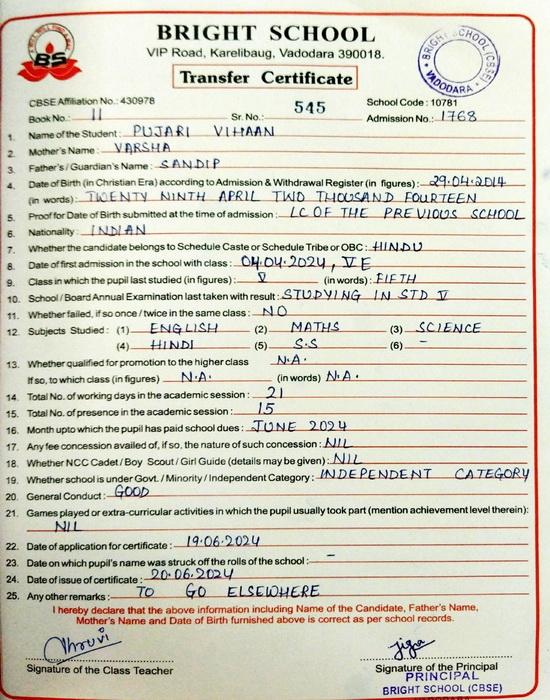 BRIGHT SCHOOL
VIP Road, Karelibaug, Vadodara 390018.
Transfer Certificate
BS
BRIGHT SCHOOL (CBSE)
VADODARA
CBSE Affiliation No.: 430978 545 School Code : 10781
Book No.: 11 Sr. No.: Admission No.: 1768
1. Name of the Student : PUJARI VIHAAN
2. Mother's Name : VARSHA
3. Father's / Guardian's Name : SANDIP
4. Date of Birth (in Christian Era) according to Admission & Withdrawal Register (in figures) : 29.04.2014
(in words) : TWENTY NINTH APRIL TWO THOUSAND FOURTEEN
5. Proof for Date of Birth submitted at the time of admission : LC OF THE PREVIOUS SCHOOL
6. Nationality : INDIAN
7. Whether the candidate belongs to Schedule Caste or Schedule Tribe or OBC : HINDU
8. Date of first admission in the school with class : 04.04.2024, V E
9. Class in which the pupil last studied (in figures) : V (in words) : FIFTH
10. School / Board Annual Examination last taken with result : STUDYING IN STD V
11. Whether failed, if so once / twice in the same class : NO
12. Subjects Studied : (1) ENGLISH (2) MATHS (3) SCIENCE
(4) HINDI (5) S.S (6) -
13. Whether qualified for promotion to the higher class N.A.
If so, to which class (in figures) N.A. (in words) N.A.
14. Total No. of working days in the academic session : 21
15. Total No. of presence in the academic session : 15
16. Month upto which the pupil has paid school dues : JUNE 2024
17. Any fee concession availed of, if so, the nature of such concession : NIL
18. Whether NCC Cadet / Boy Scout / Girl Guide (details may be given) : NIL
19. Whether school is under Govt. / Minority / Independent Category : INDEPENDENT CATEGORY
20. General Conduct : GOOD
21. Games played or extra-curricular activities in which the pupil usually took part (mention achievement level therein):
NIL
22. Date of application for certificate : 19.06.2024
23. Date on which pupil's name was struck off the rolls of the school : -
24. Date of issue of certificate : 20.06.2024
25. Any other remarks : TO GO ELSEWHERE
I hereby declare that the above information including Name of the Candidate, Father's Name,
Mother's Name and Date of Birth furnished above is correct as per school records.
Signature of the Class Teacher Signature of the Principal
PRINCIPAL
BRIGHT SCHOOL (CBSE)